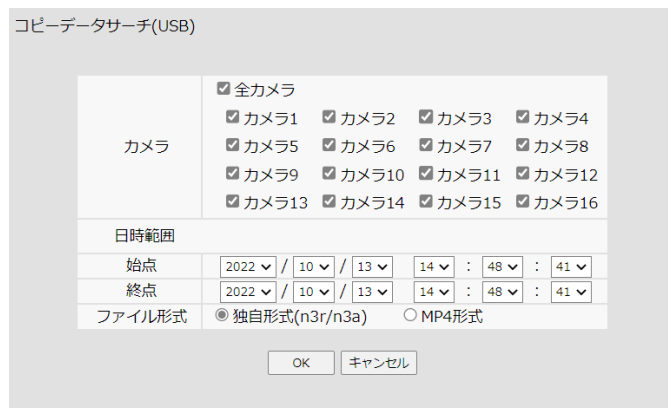 コピーデータサーチ(USB)
全カメラ
カメラ1 カメラ2 カメラ3 カメラ4
カメラ カメラ5 カメラ6 カメラ7 カメラ8
カメラ9 カメラ10 カメラ11 カメラ12
カメラ13 カメラ14 カメラ15 カメラ16
日時範囲
始点 2022 / 10 / 13 14 : 48 : 41
終点 2022 / 10 / 13 14 : 48 : 41
ファイル形式 独自形式(n3r/n3a) MP4形式
OK キャンセル